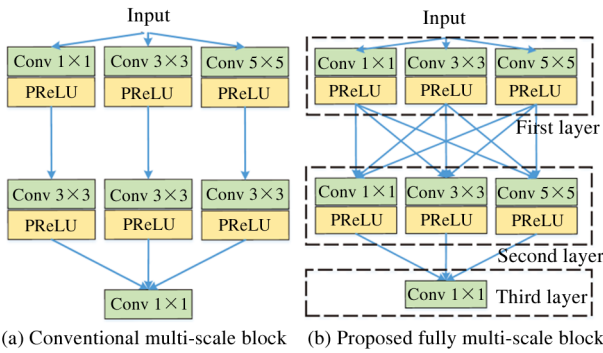 Input
Conv 1×1 Conv 3×3 Conv 5×5
PReLU PReLU PReLU
Conv 3×3 Conv 3×3 Conv 3×3
PReLU PReLU PReLU
Conv 1×1
(a) Conventional multi-scale block
Input
Conv 1×1 Conv 3×3 Conv 5×5
PReLU PReLU PReLU
First layer
Conv 1×1 Conv 3×3 Conv 5×5
PReLU PReLU PReLU
Second layer
Conv 1×1 Third layer
(b) Proposed fully multi-scale block